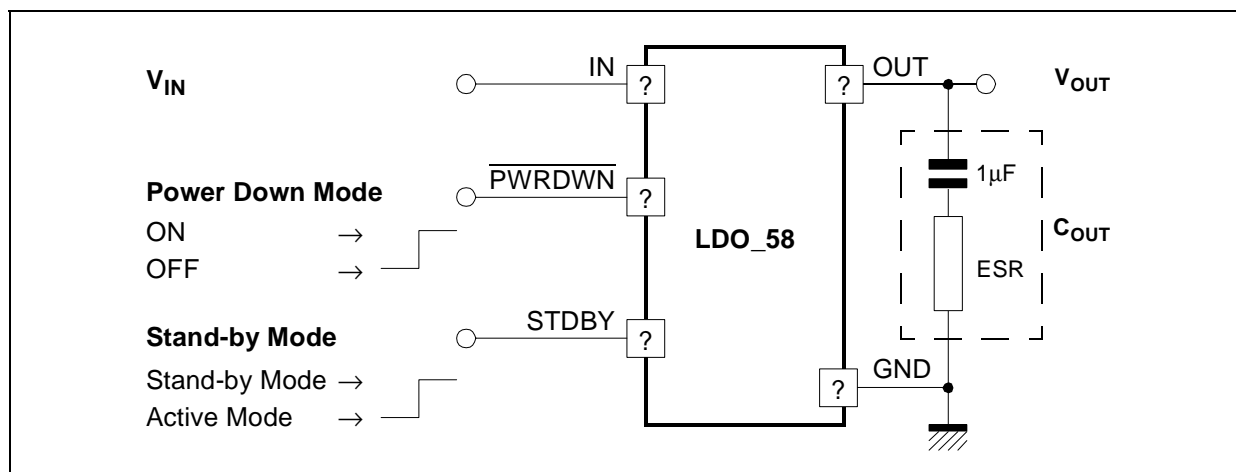 V_IN
IN
?
?
OUT
V_OUT
1µF
Power Down Mode
PWRDWN
?
ON →
OFF →
LDO_58
C_OUT
ESR
Stand-by Mode
STDBY
?
Stand-by Mode →
Active Mode →
GND
?